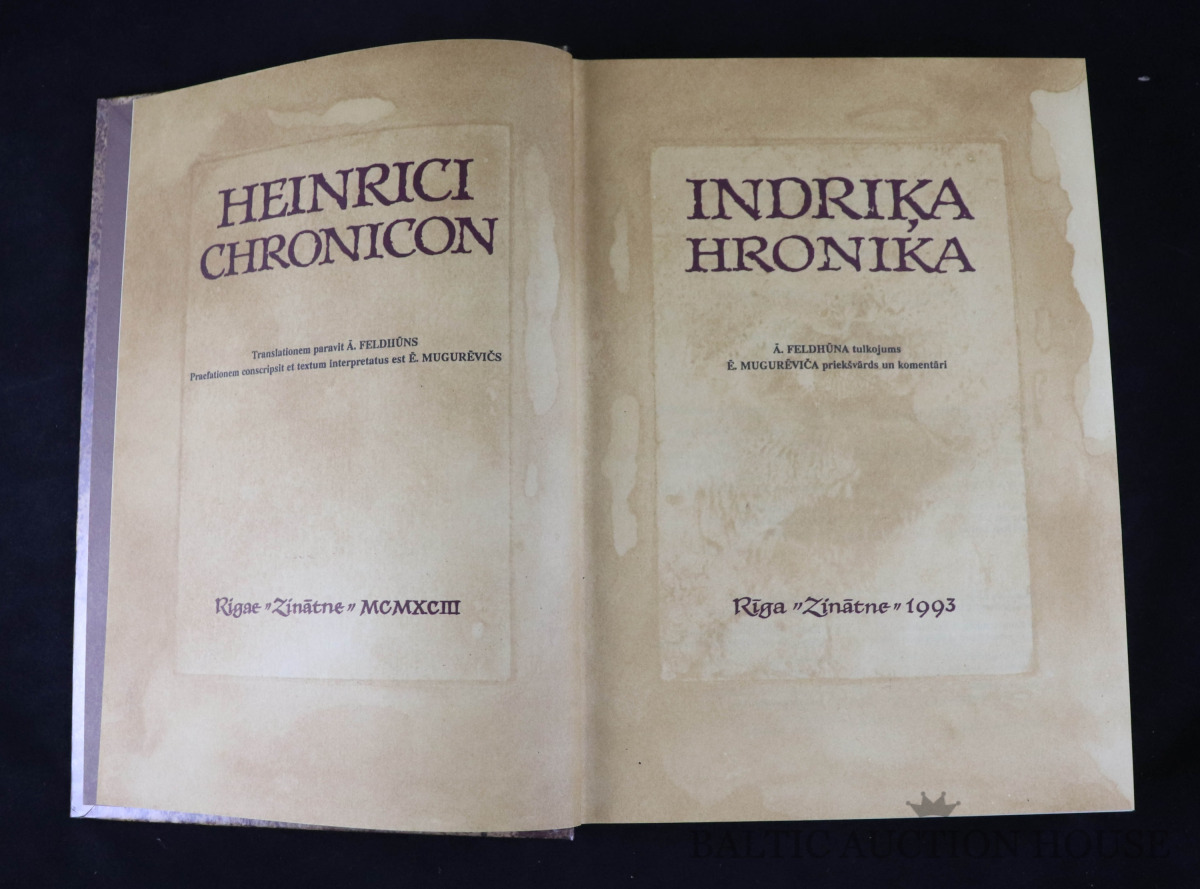 HEINRICI
CHRONICON
Translationem paravit Ā. FELDHŪNS
Praefationem conscripsit et textum interpretatus est Ē. MUGURĒVIČS
Rigae "Zinātne" MCMXCIII
INDRIĶA
HRONIĶA
Ā. FELDHŪNA tulkojums
Ē. MUGURĒVIČA priekšvārds un komentāri
Rīga "Zinātne" 1993
BALTIC AUCTION HOUSE